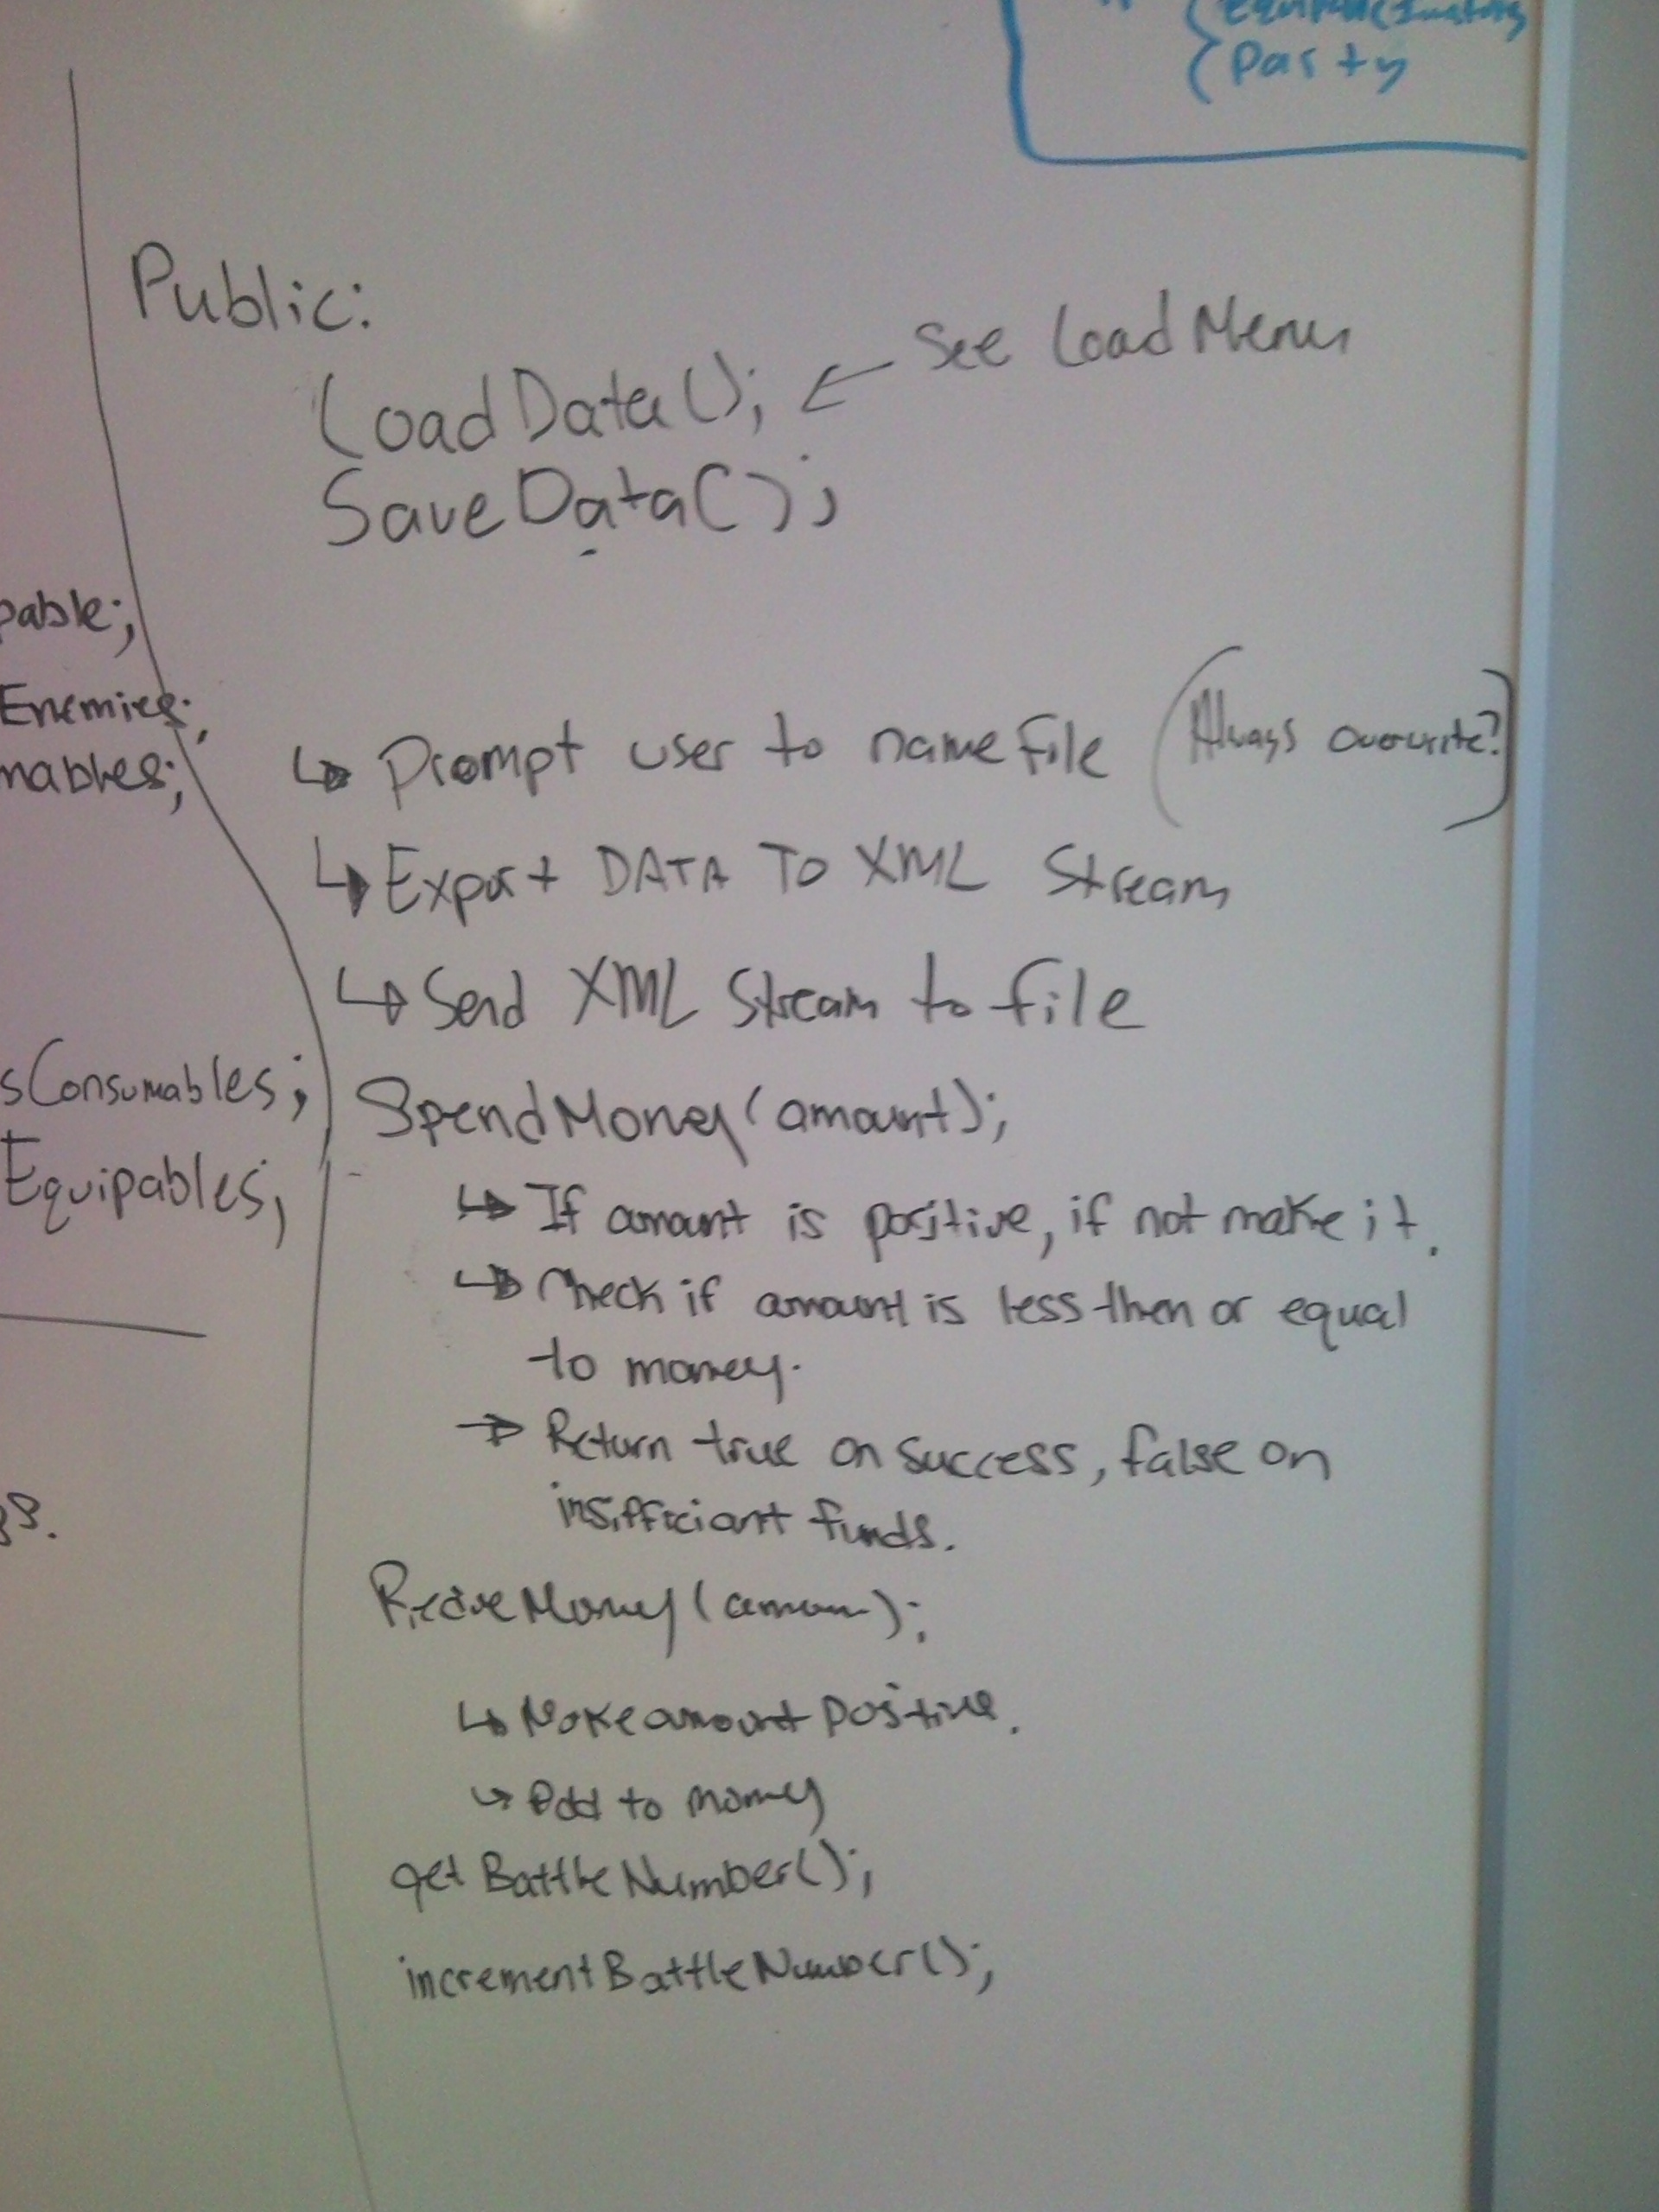 Party
Public:
LoadData(); ← See Load Menu
SaveData();
pable;
Enemies;
mables;
↳ Prompt user to name file (Always overwrite?)
↳ Export DATA TO XML Stream
↳ Send XML Stream to file
sConsumables;
Equipables;
SpendMoney(amount);
↳ If amount is positive, if not make it.
↳ Check if amount is less then or equal
to money.
→ Return true on success, false on
insifficiant funds.
RecieveMoney(amoun);
↳ Make amount positive.
↳ Add to money
getBattleNumber();
incrementBattleNumber();